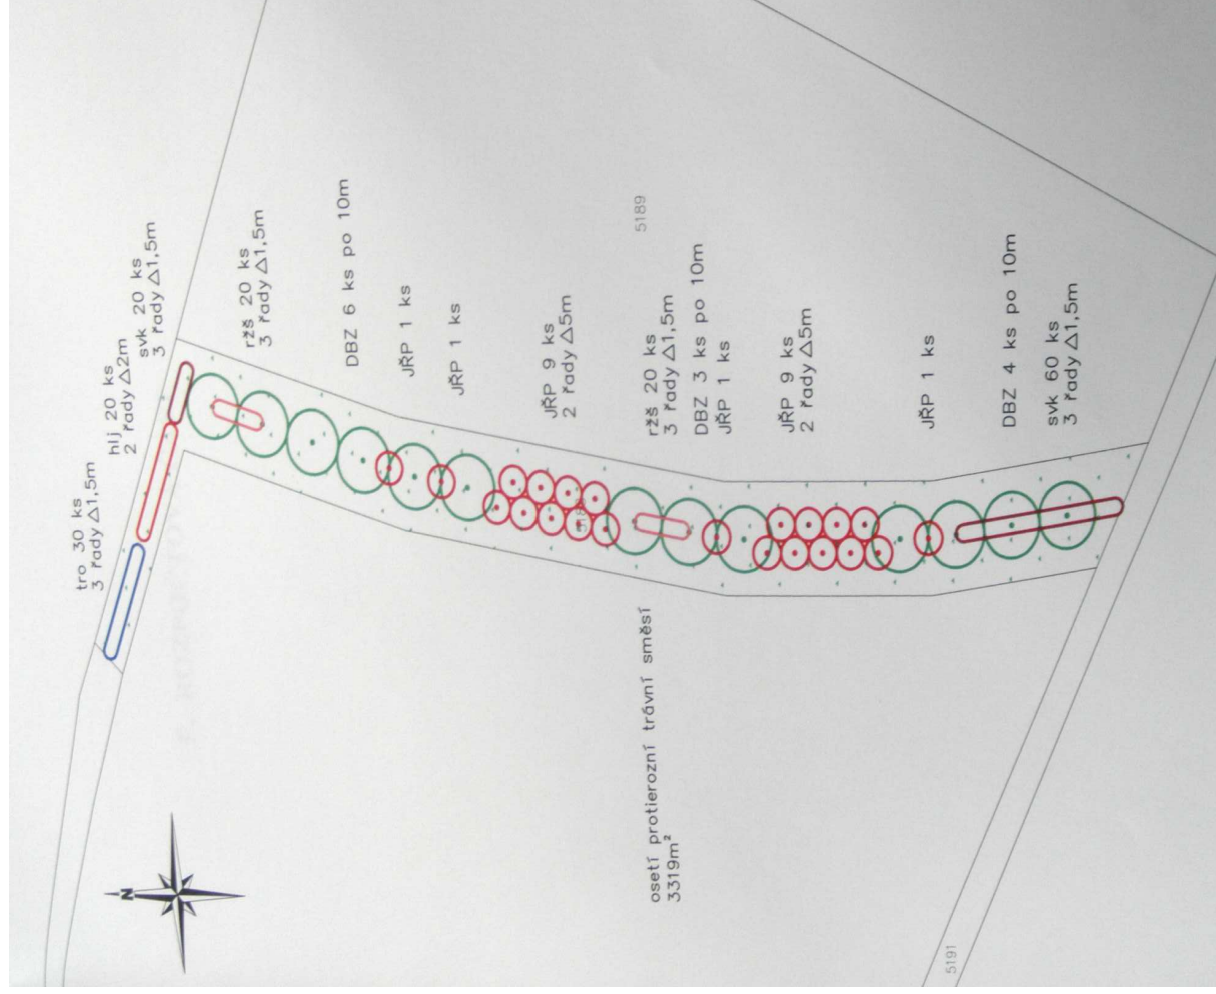 tro 30 ks
3 řady △1,5m
hlj 20 ks
2 řady △2m
svk 20 ks
3 řady △1,5m
ržš 20 ks
3 řady △1,5m
DBZ 6 ks po 10m
JŘP 1 ks
JŘP 1 ks
JŘP 9 ks
2 řady △5m
5189
ržš 20 ks
3 řady △1,5m
DBZ 3 ks po 10m
JŘP 1 ks
JŘP 9 ks
2 řady △5m
JŘP 1 ks
DBZ 4 ks po 10m
svk 60 ks
3 řady △1,5m
osetí protierozní trávní směsí
3319m²
N
5191